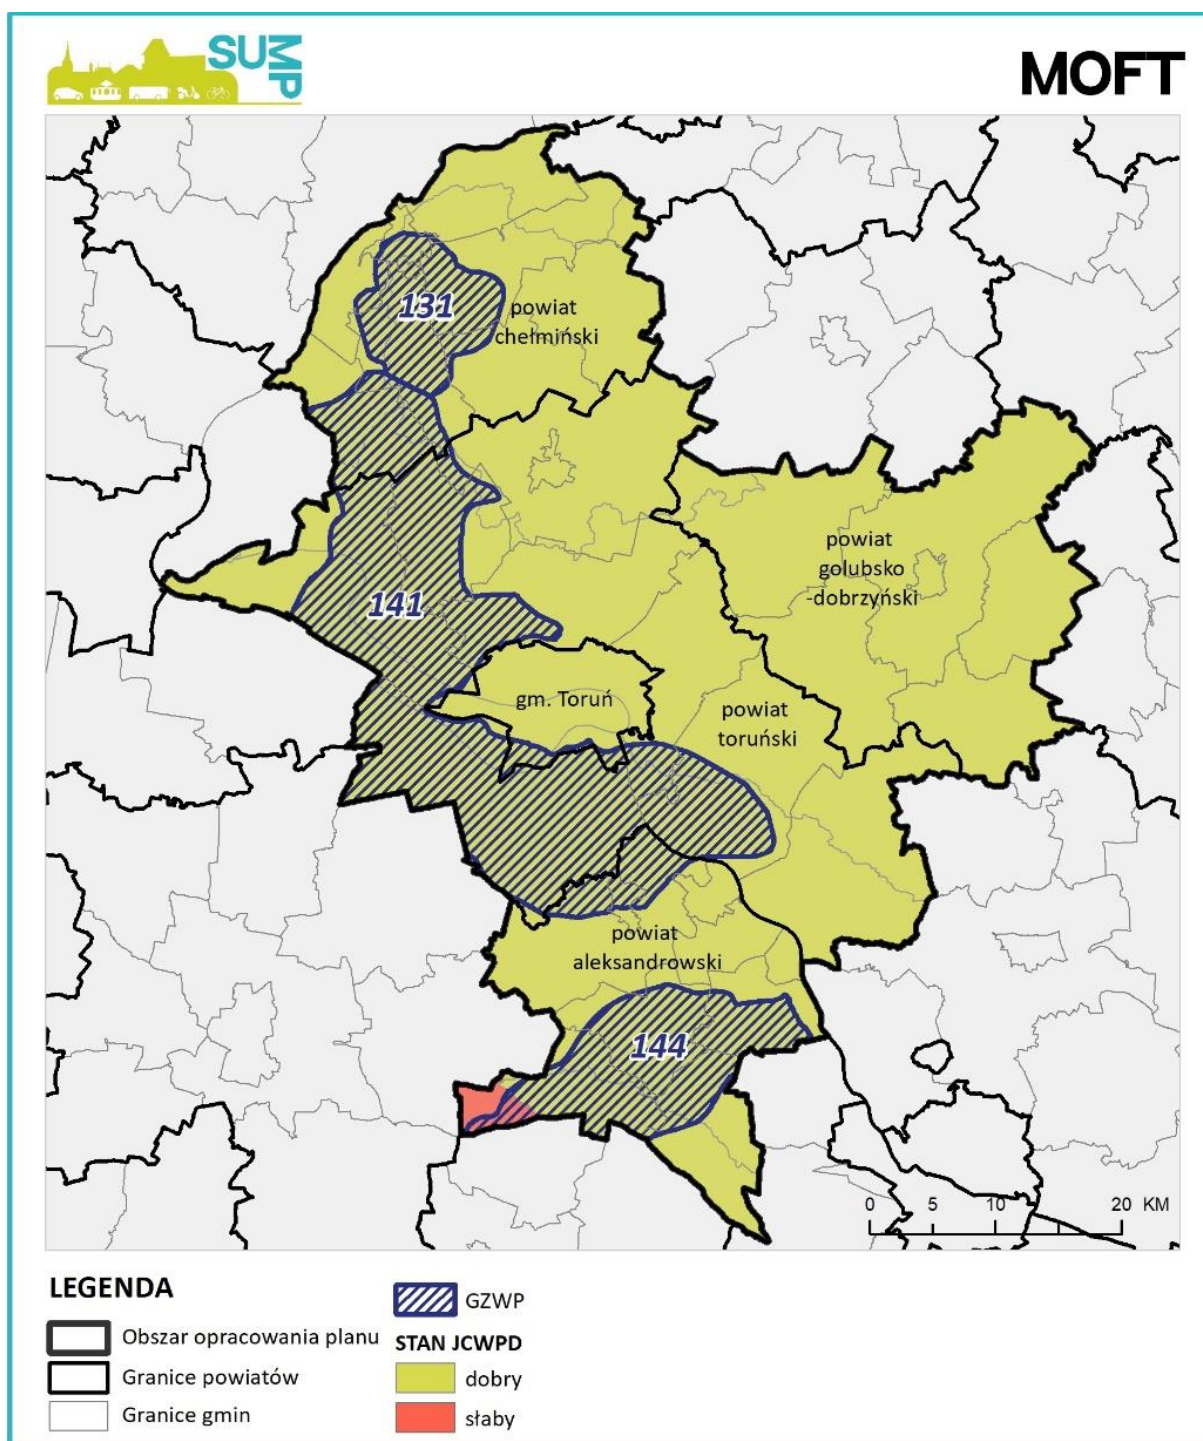 SUMP
MOFT
131
powiat
chełmiński
141
powiat
golubsko
-dobrzyński
gm. Toruń
powiat
toruński
powiat
aleksandrowski
144
0 5 10 20 KM
LEGENDA
Obszar opracowania planu
Granice powiatów
Granice gmin
GZWP
STAN JCWPD
dobry
słaby